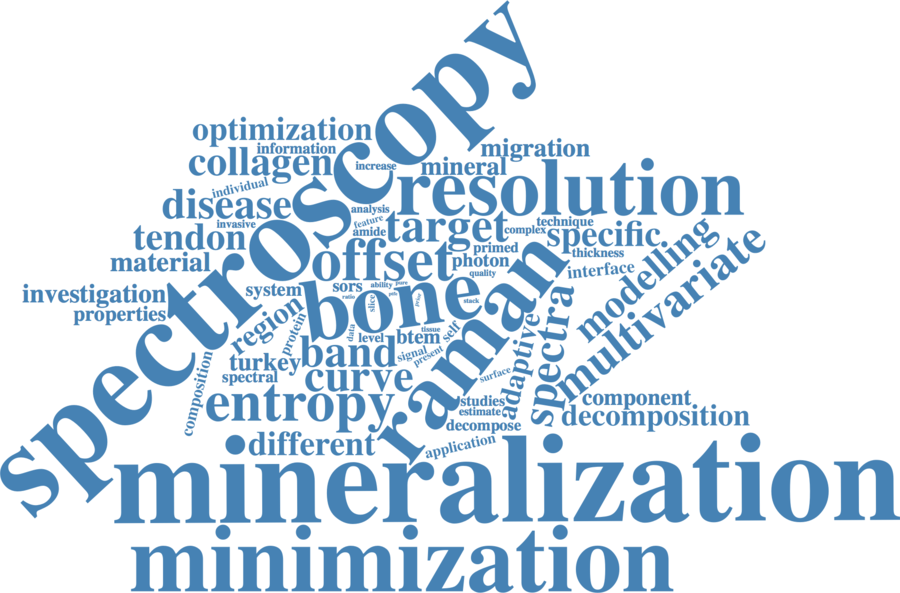 spectroscopy
optimization
information
collagen
increase
migration
mineral
individual
resolution
disease
invasive
analysis
feature
amide
target
complex
technique
tendon
specific
primed
thickness
material
offset
photon
quality
interface
modelling
multivariate
investigation
system
sors
ability
pure
properties
bone
ratio
slice
stack
region
protein
raman
spectra
data
level
btem
tissue
self
adaptive
composition
turkey
band
signal
present
spectral
curve
surface
entropy
studies
estimate
component
decompose
decomposition
different
application
mineralization
minimization